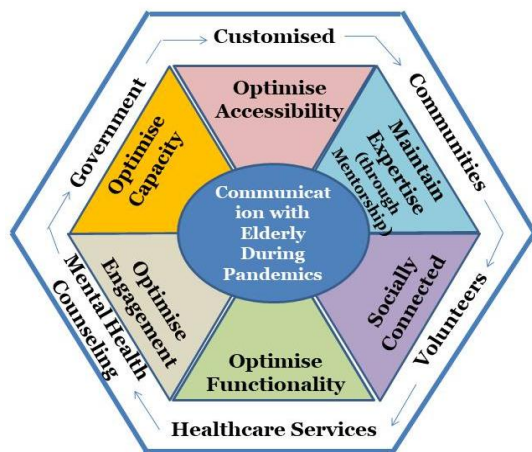 Customised
Communities
Volunteers
Healthcare Services
Mental Health
Counseling
Government
Optimise
Accessibility
Maintain
Expertise
(through
Mentorship)
Socially
Connected
Optimise
Functionality
Optimise
Engagement
Optimise
Capacity
Communicat
ion with
Elderly
During
Pandemics